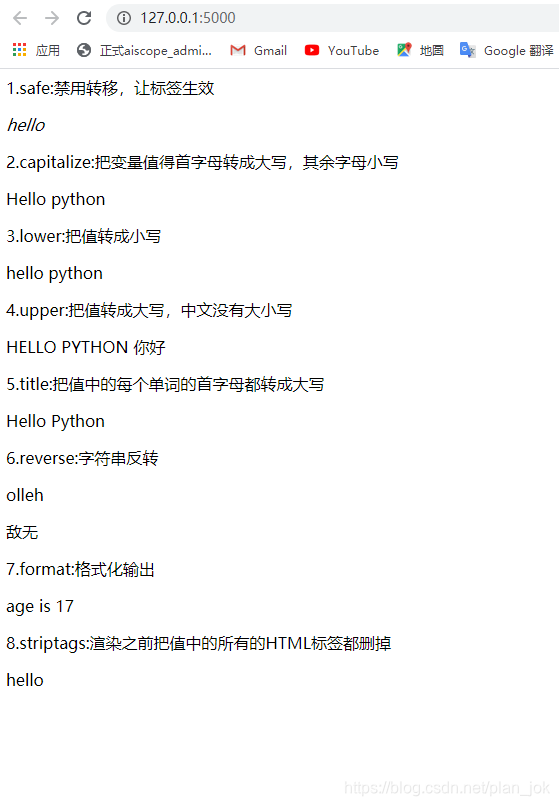 127.0.0.1:5000
应用 正式aiscope_admi... Gmail YouTube 地圖 Google 翻译
1.safe:禁用转移，让标签生效
hello
2.capitalize:把变量值得首字母转成大写，其余字母小写
Hello python
3.lower:把值转成小写
hello python
4.upper:把值转成大写，中文没有大小写
HELLO PYTHON 你好
5.title:把值中的每个单词的首字母都转成大写
Hello Python
6.reverse:字符串反转
olleh
敌无
7.format:格式化输出
age is 17
8.striptags:渲染之前把值中的所有的HTML标签都删掉
hello
https://blog.csdn.net/plan_jok